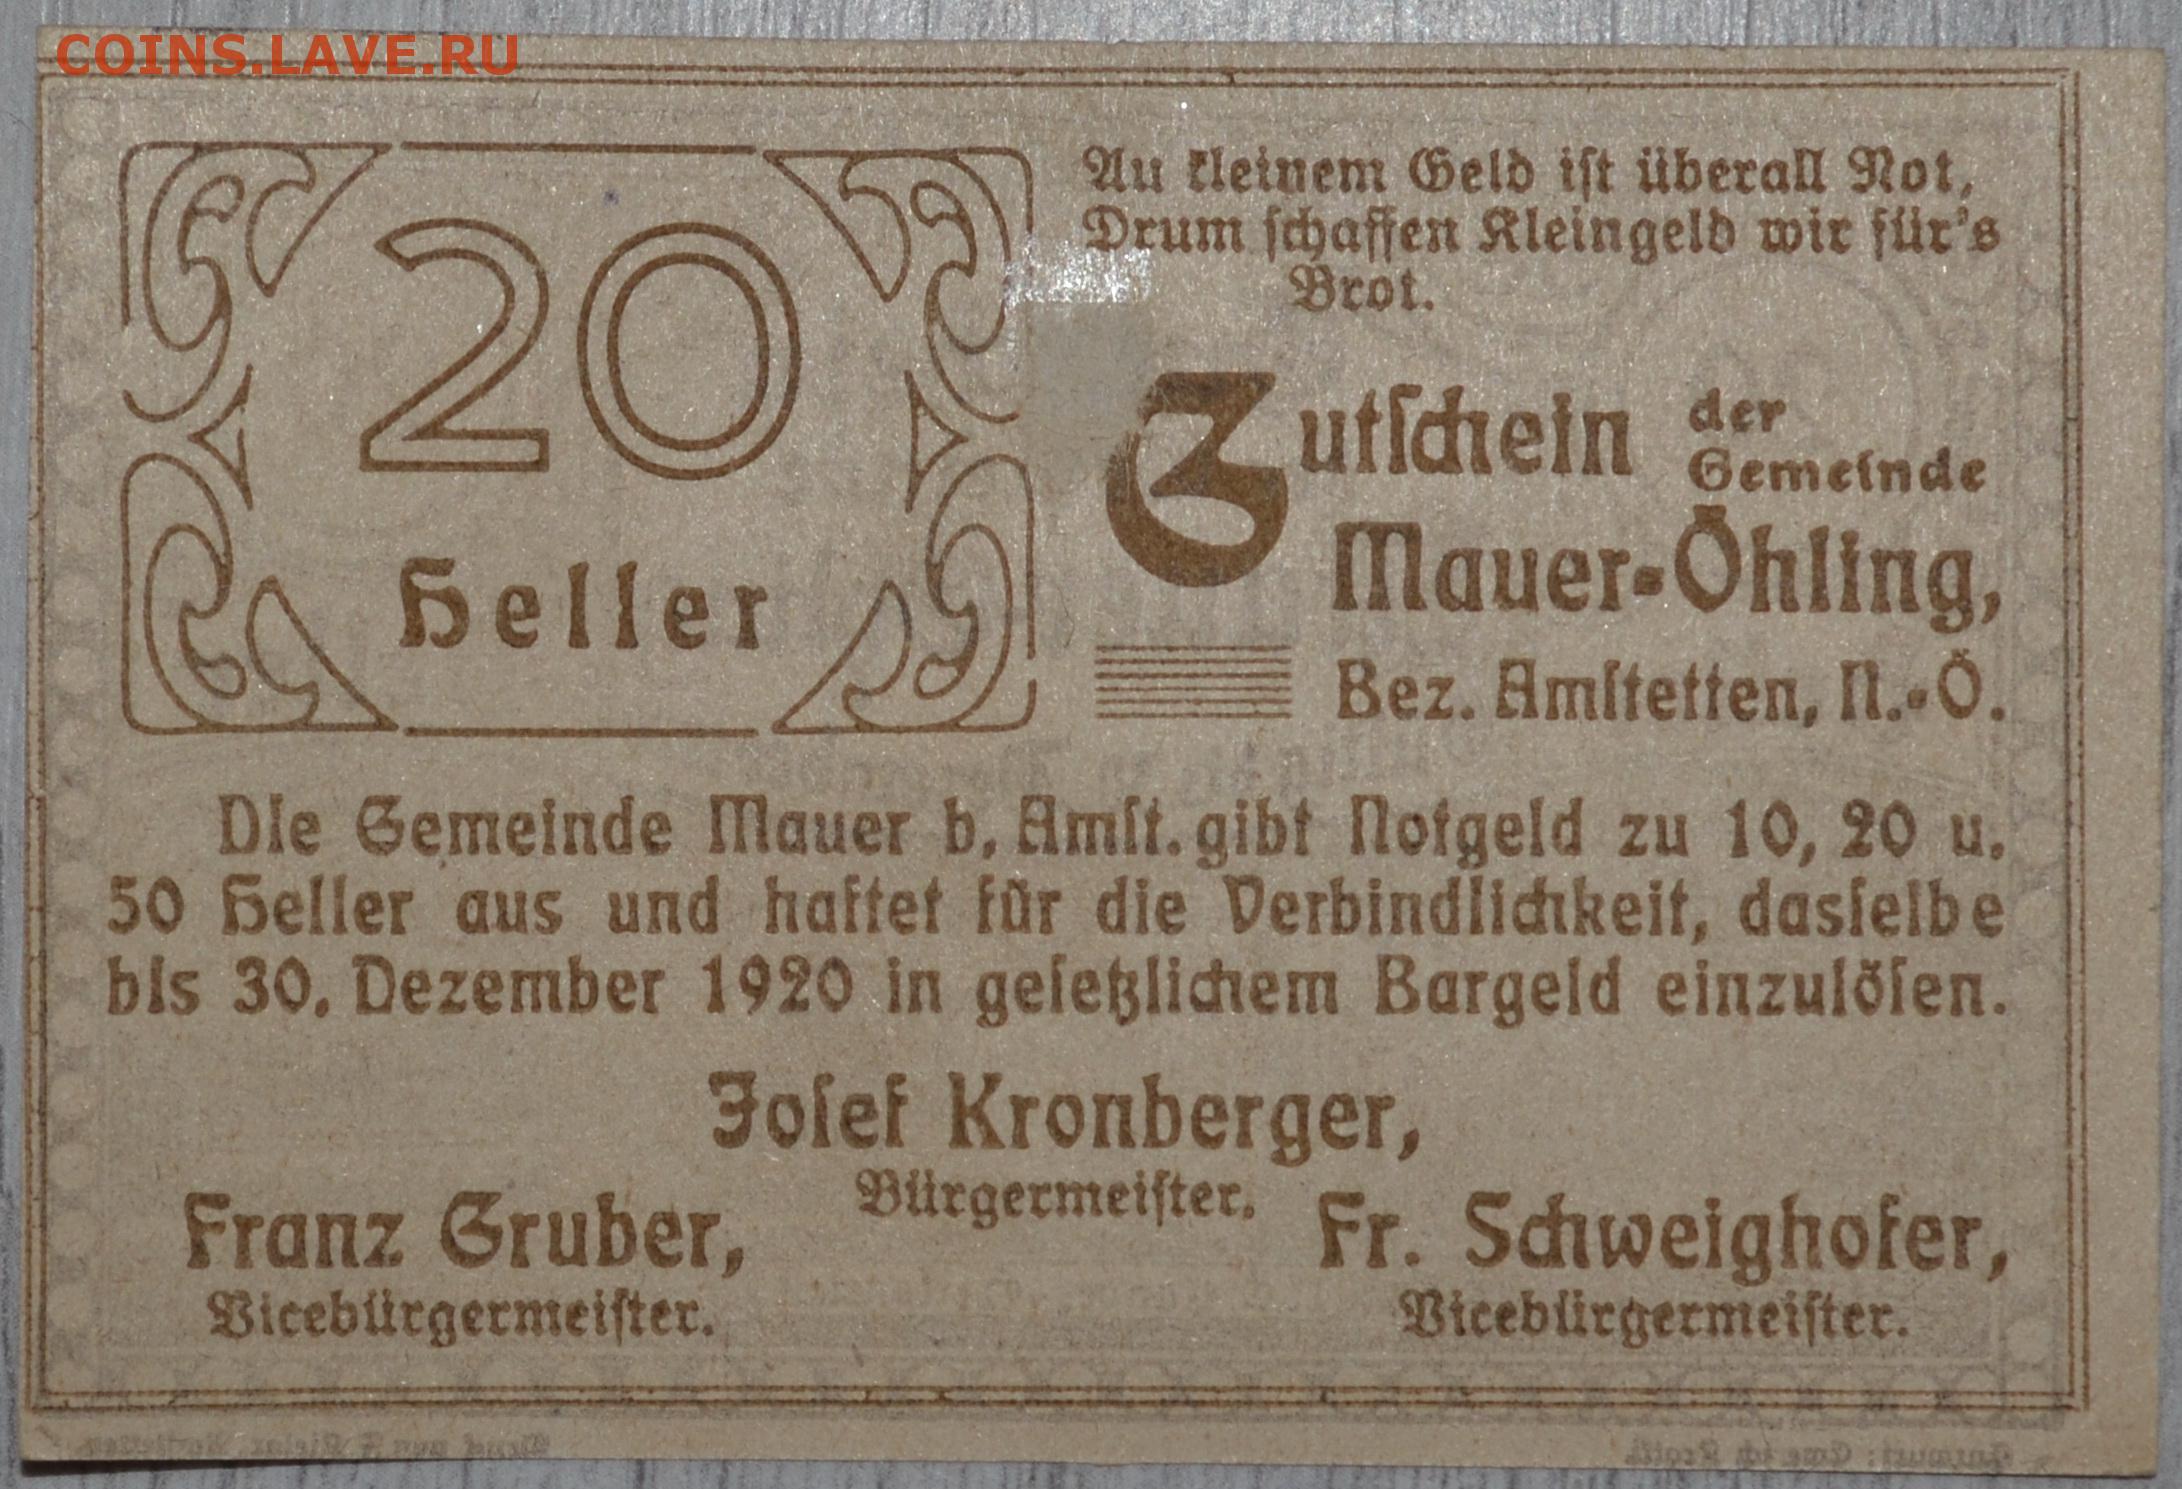 COINS.LAVE.RU
An kleinem Geld ist überall Not,
Drum schaffen Kleingeld wir für's
Brot.
20
Heller
Gutschein der
Gemeinde
Mauer-Öhling,
Bez. Amstetten, N.-Ö.
Die Gemeinde Mauer b. Amst. gibt Notgeld zu 10, 20 u.
50 Heller aus und haftet für die Verbindlichkeit, dasselbe
bis 30. Dezember 1920 in gesetzlichem Bargeld einzulösen.
Josef Kronberger,
Bürgermeister.
Franz Gruber,
Vicebürgermeister.
Fr. Schweighofer,
Vicebürgermeister.